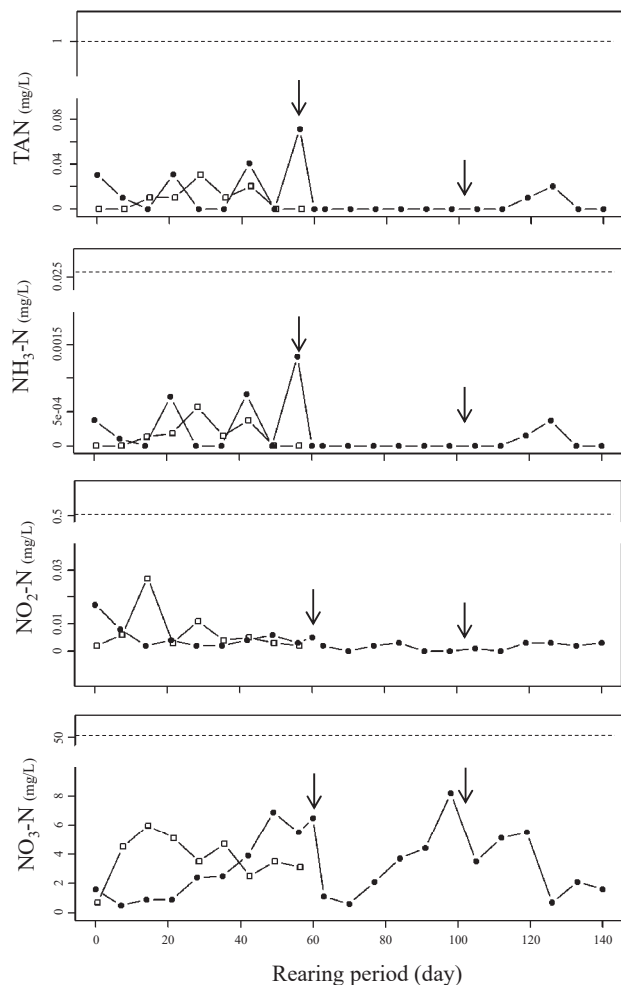 TAN (mg/L)
1
0.08
0.04
0
NH3-N (mg/L)
0.025
0.0015
5e-04
0
NO2-N (mg/L)
0.5
0.03
0.005
0
NO3-N (mg/L)
50
8
6
4
2
0
0 20 40 60 80 100 120 140
Rearing period (day)